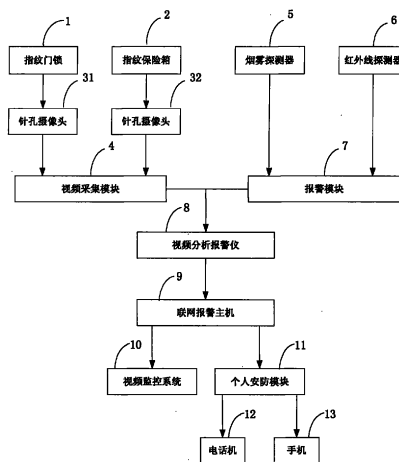 1
2
5
6
指纹门锁
指纹保险箱
烟雾探测器
红外线探测器
31
32
针孔摄像头
针孔摄像头
4
7
视频采集模块
报警模块
8
视频分析报警仪
9
联网报警主机
10
11
视频监控系统
个人安防模块
12
13
电话机
手机